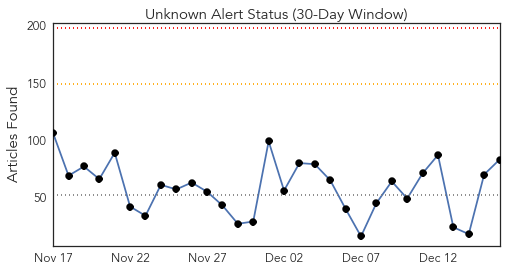 Unknown Alert Status (30-Day Window)
200
150
100
50
Articles Found
Nov 17 Nov 22 Nov 27 Dec 02 Dec 07 Dec 12